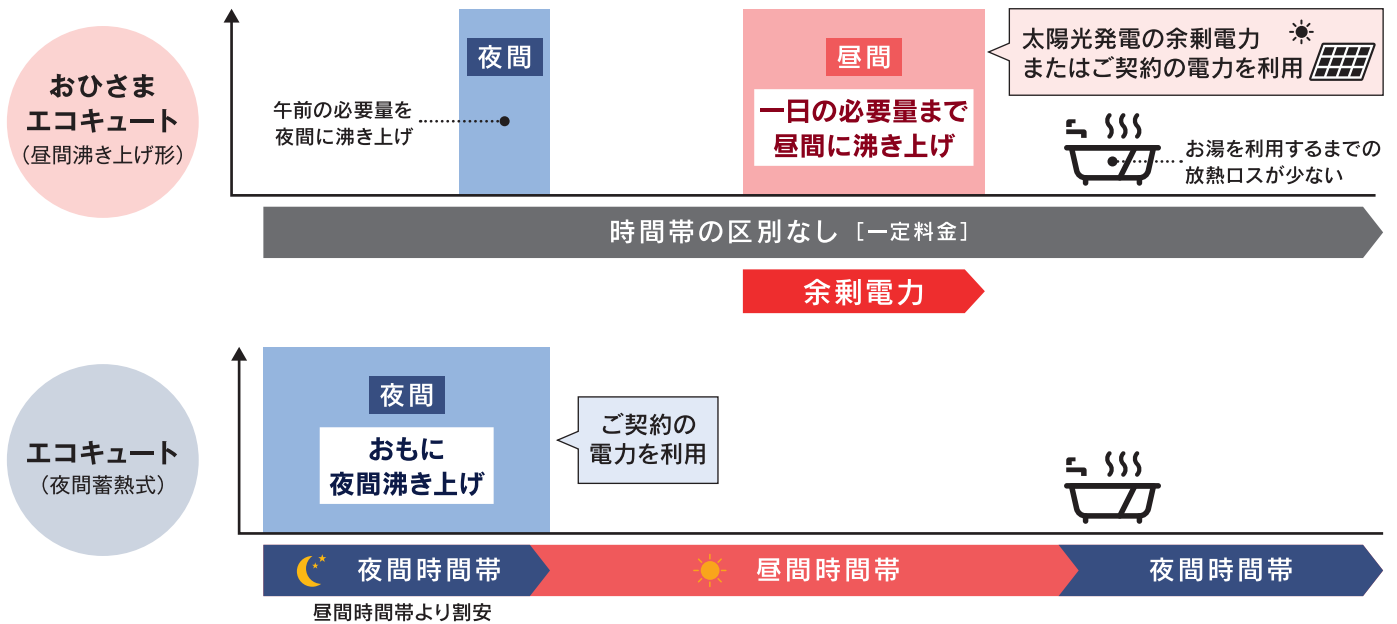 おひさま
エコキュート
（昼間沸き上げ形）
午前の必要量を
夜間に沸き上げ
夜間
昼間
一日の必要量まで
昼間に沸き上げ
太陽光発電の余剰電力
またはご契約の電力を利用
お湯を利用するまでの
放熱ロスが少ない
時間帯の区別なし［一定料金］
余剰電力
エコキュート
（夜間蓄熱式）
夜間
おもに
夜間沸き上げ
ご契約の
電力を利用
夜間時間帯
昼間時間帯
夜間時間帯
昼間時間帯より割安